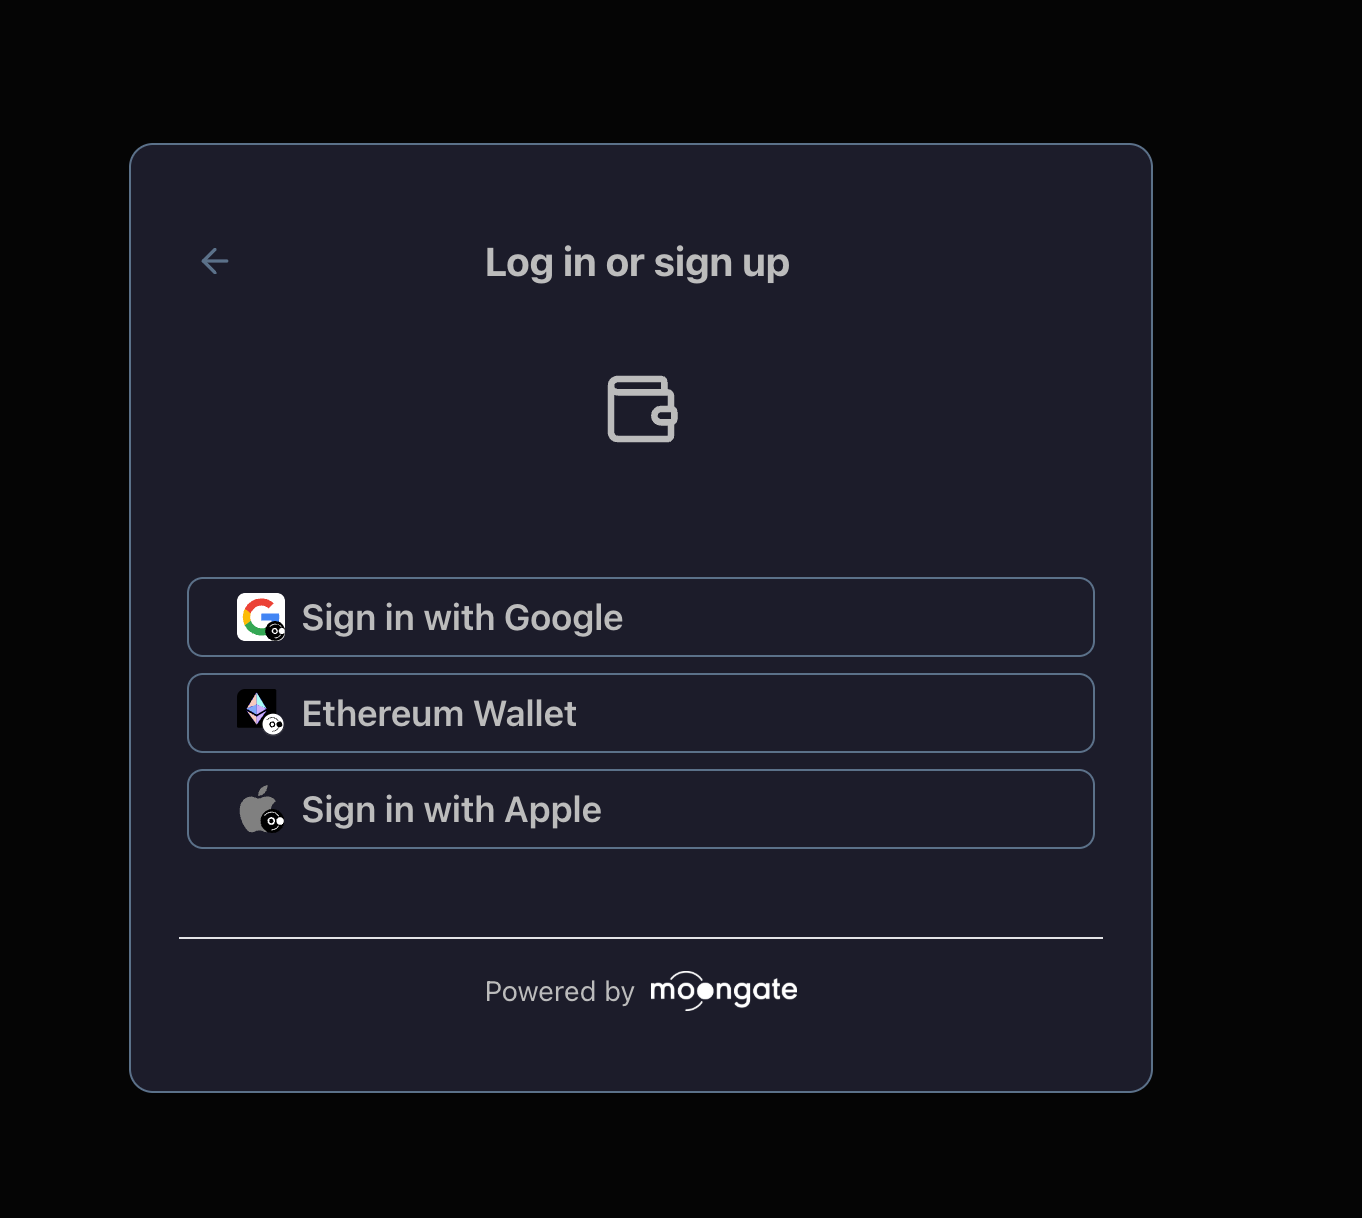 Log in or sign up
Sign in with Google
Ethereum Wallet
Sign in with Apple
Powered by moongate